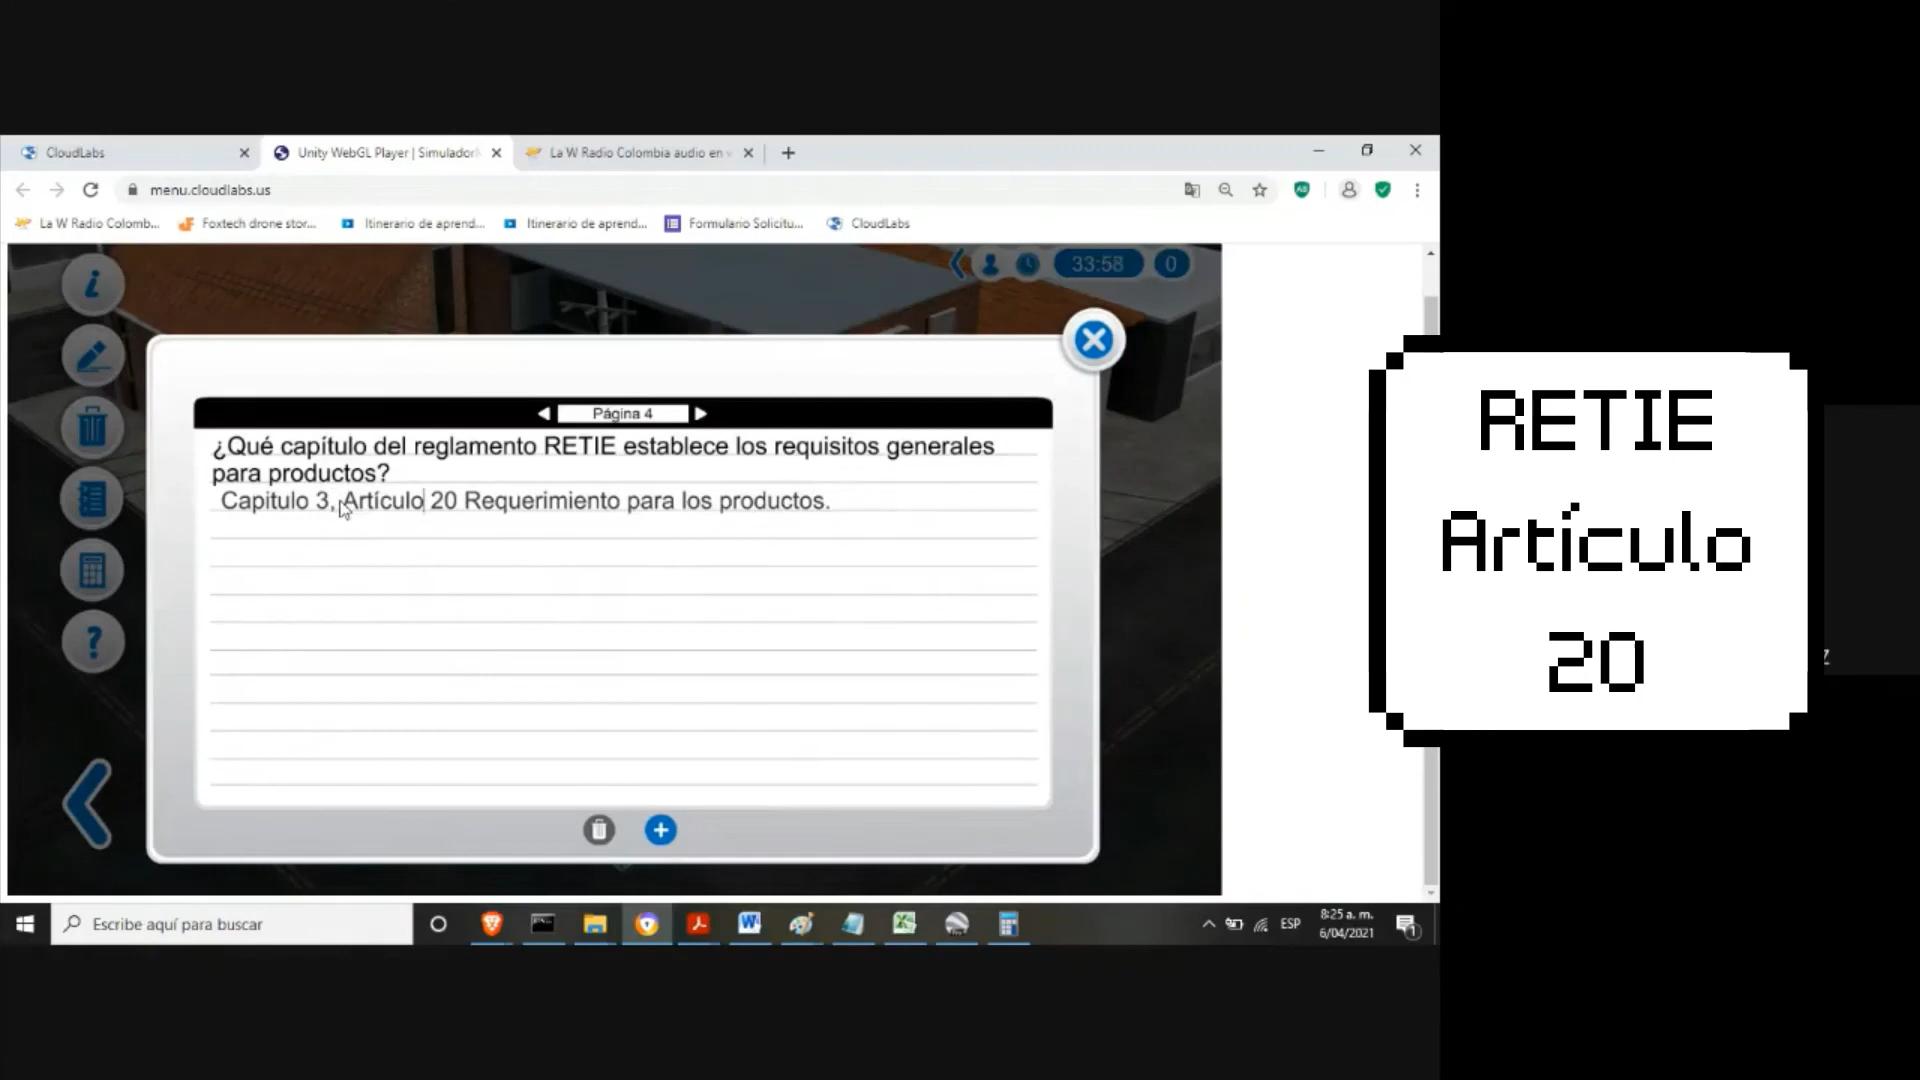 CloudLabs
Unity WebGL Player | Simulador
La W Radio Colombia audio en v
menu.cloudlabs.us
La W Radio Colomb...
Foxtech drone stor...
Itinerario de aprend...
Itinerario de aprend...
Formulario Solicitu...
CloudLabs
33:58
0
Página 4
¿Qué capítulo del reglamento RETIE establece los requisitos generales
para productos?
Capitulo 3, Artículo 20 Requerimiento para los productos.
RETIE
Artículo
20
z
Escribe aquí para buscar
ESP
8:25 a. m.
6/04/2021
1